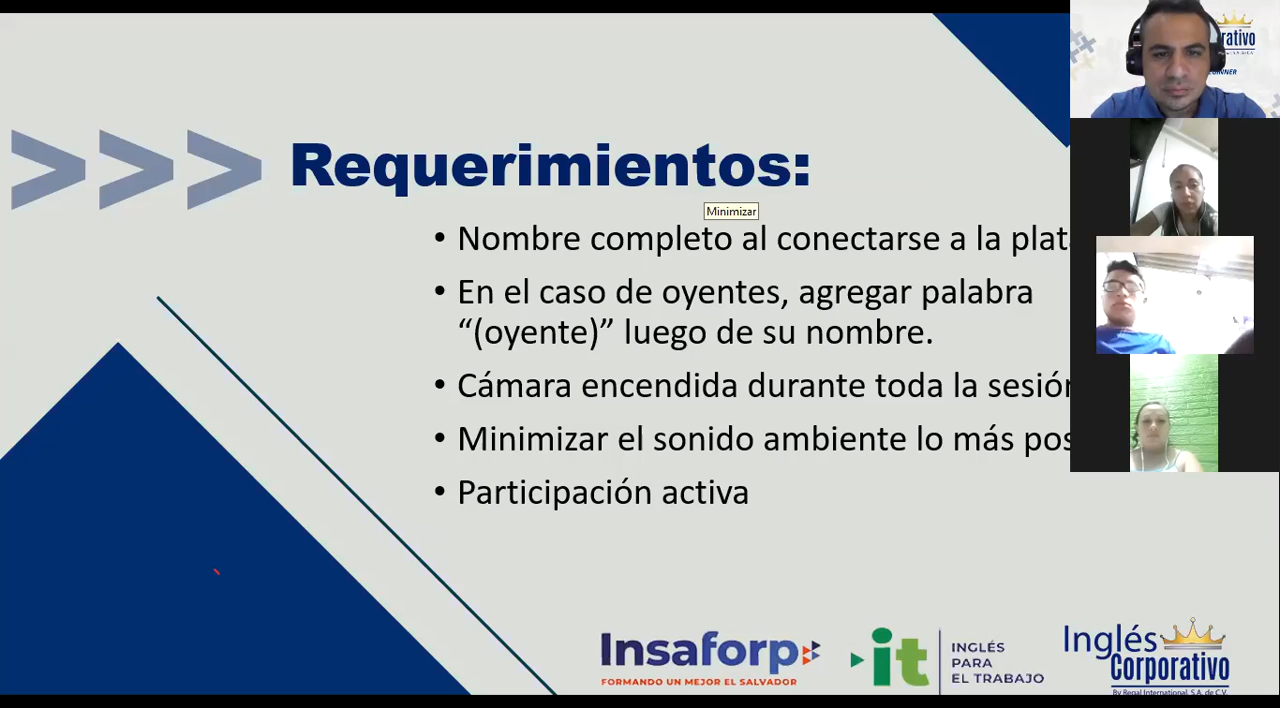 Requerimientos:
Minimizar
• Nombre completo al conectarse a la plat
• En el caso de oyentes, agregar palabra
“(oyente)” luego de su nombre.
• Cámara encendida durante toda la sesión
• Minimizar el sonido ambiente lo más pos
• Participación activa
Insaforp
FORMANDO UN MEJOR EL SALVADOR
it
INGLÉS
PARA
EL TRABAJO
Inglés
Corporativo
By Regal International, S.A. de C.V.
rativo